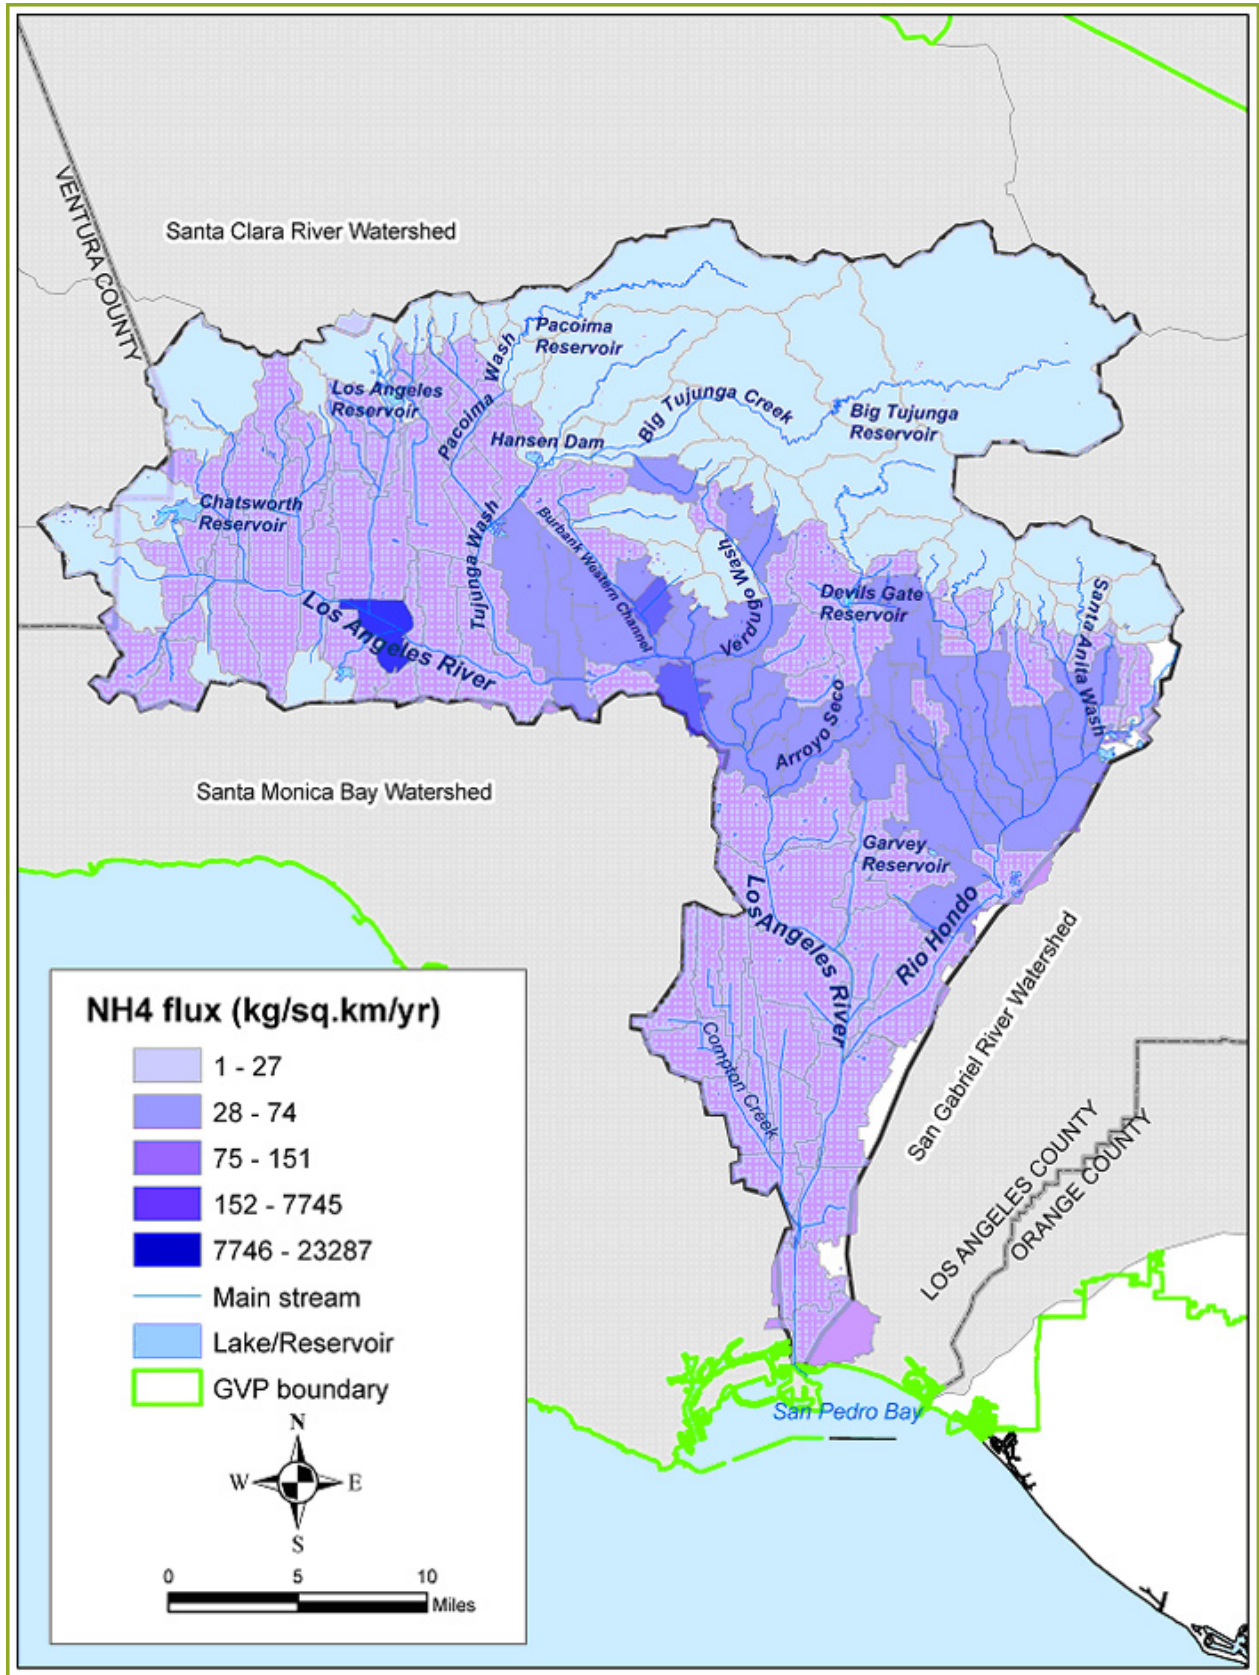 VENTURA COUNTY
Santa Clara River Watershed
Pacoima
Reservoir
Pacoima Wash
Los Angeles
Reservoir
Big Tujunga Creek
Big Tujunga
Reservoir
Hansen Dam
Chatsworth
Reservoir
Tujunga Wash
Burbank Western Channel
Verdugo Wash
Devils Gate
Reservoir
Santa Anita Wash
Los Angeles River
Arroyo Seco
Santa Monica Bay Watershed
Garvey
Reservoir
Los Angeles River
Rio Hondo
San Gabriel River Watershed
Compton Creek
LOS ANGELES COUNTY
ORANGE COUNTY
San Pedro Bay
NH4 flux (kg/sq.km/yr)
1 - 27
28 - 74
75 - 151
152 - 7745
7746 - 23287
Main stream
Lake/Reservoir
GVP boundary
N
W E
S
0 5 10
Miles